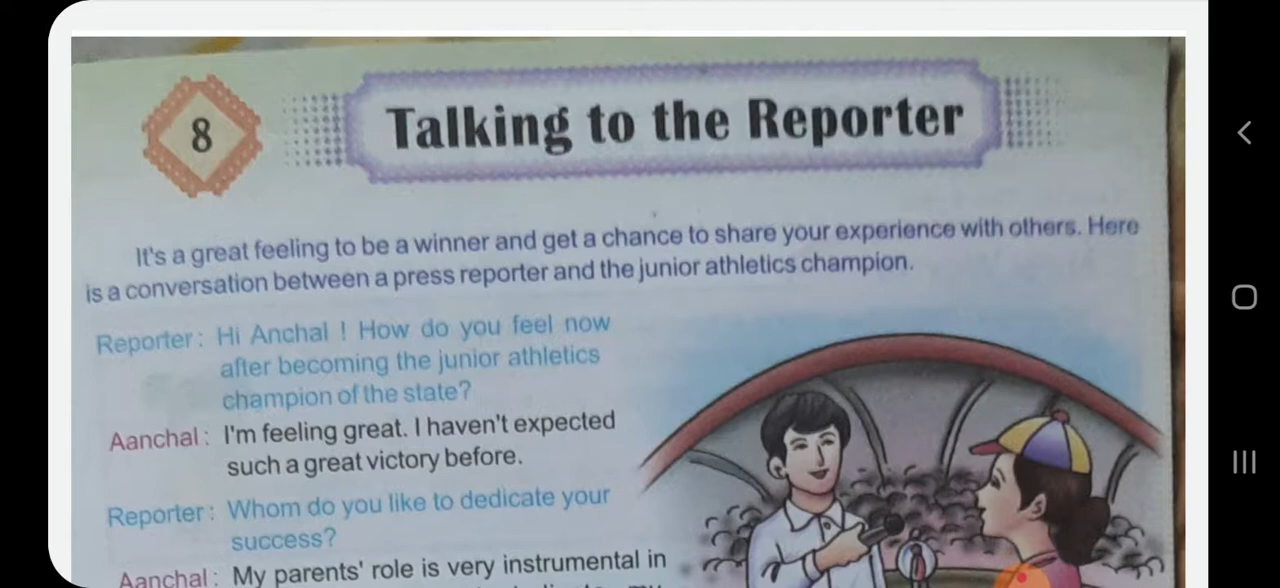 8
Talking to the Reporter
It's a great feeling to be a winner and get a chance to share your experience with others. Here
is a conversation between a press reporter and the junior athletics champion.
Reporter : Hi Anchal ! How do you feel now
after becoming the junior athletics
champion of the state?
Aanchal : I'm feeling great. I haven't expected
such a great victory before.
Reporter : Whom do you like to dedicate your
success?
Aanchal : My parents' role is very instrumental in